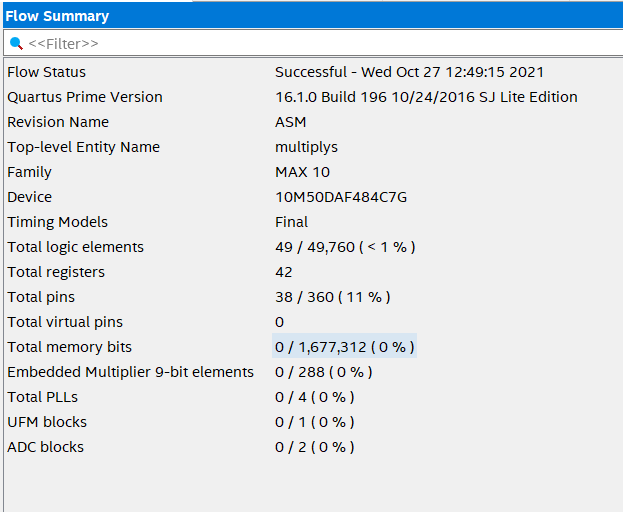 Flow Summary
<<Filter>>
Flow Status Successful - Wed Oct 27 12:49:15 2021
Quartus Prime Version 16.1.0 Build 196 10/24/2016 SJ Lite Edition
Revision Name ASM
Top-level Entity Name multiplys
Family MAX 10
Device 10M50DAF484C7G
Timing Models Final
Total logic elements 49 / 49,760 ( < 1 % )
Total registers 42
Total pins 38 / 360 ( 11 % )
Total virtual pins 0
Total memory bits 0 / 1,677,312 ( 0 % )
Embedded Multiplier 9-bit elements 0 / 288 ( 0 % )
Total PLLs 0 / 4 ( 0 % )
UFM blocks 0 / 1 ( 0 % )
ADC blocks 0 / 2 ( 0 % )